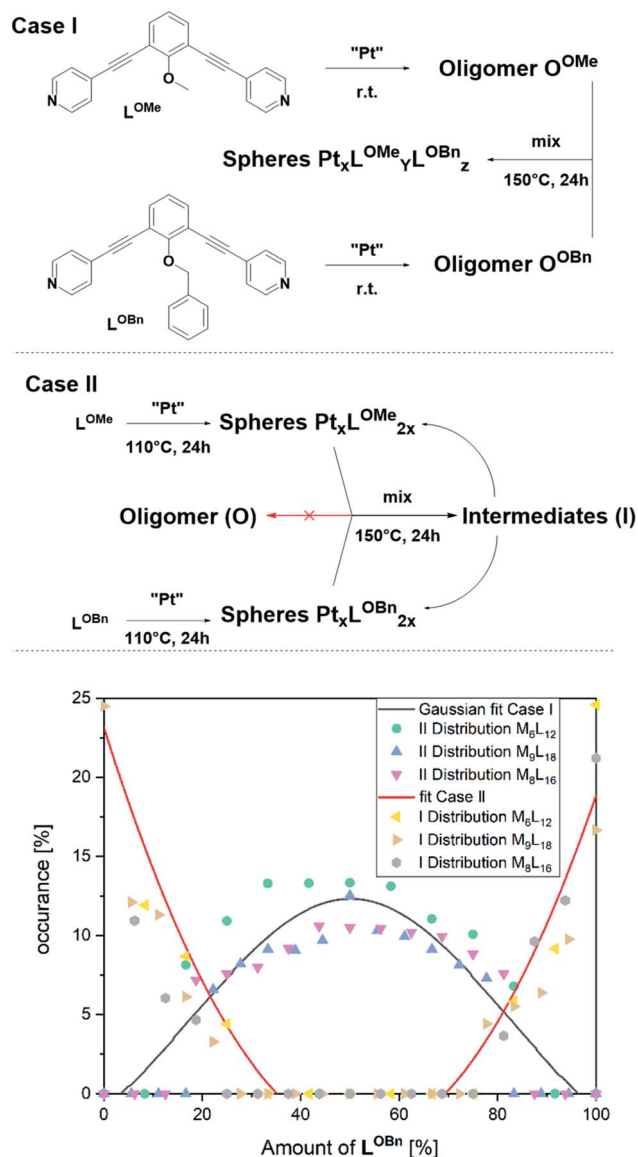 Case I
N
N
O
L^OMe
"Pt"
r.t.
Oligomer O^OMe
mix
Spheres Pt_xL^OMe_YL^OBn_z
150°C, 24h
N
N
O
L^OBn
"Pt"
r.t.
Oligomer O^OBn
Case II
L^OMe
"Pt"
110°C, 24h
Spheres Pt_xL^OMe_2x
mix
Oligomer (O)
Intermediates (I)
150°C, 24h
L^OBn
"Pt"
110°C, 24h
Spheres Pt_xL^OBn_2x
25
20
15
10
5
0
occurance [%]
Gaussian fit Case I
II Distribution M₆L₁₂
II Distribution M₉L₁₈
II Distribution M₈L₁₆
fit Case II
I Distribution M₆L₁₂
I Distribution M₉L₁₈
I Distribution M₈L₁₆
0 20 40 60 80 100
Amount of L^OBn [%]